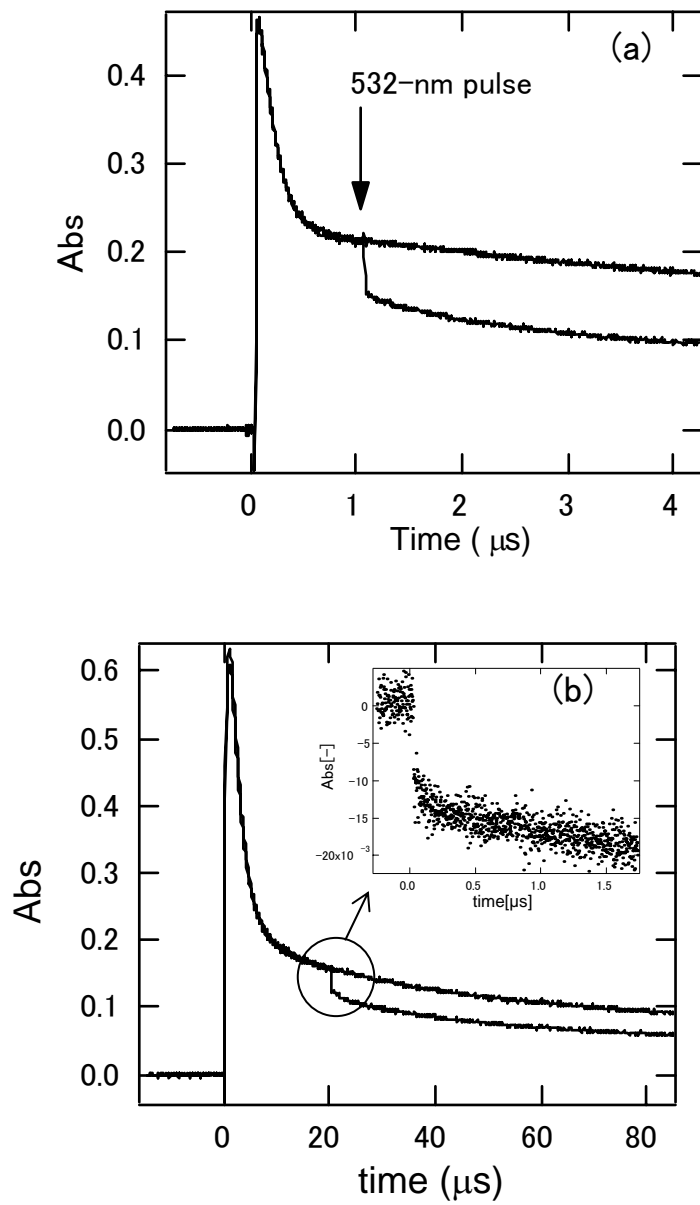 (a)
532-nm pulse
0.4
0.3
0.2
0.1
0.0
Abs
0 1 2 3 4
Time ( μs)
0.6
0.5
0.4
0.3
0.2
0.1
0.0
Abs
(b)
0
-5
-10
-15
-20x10 -3
Abs[-]
0.0 0.5 1.0 1.5
time[μs]
0 20 40 60 80
time (μs)